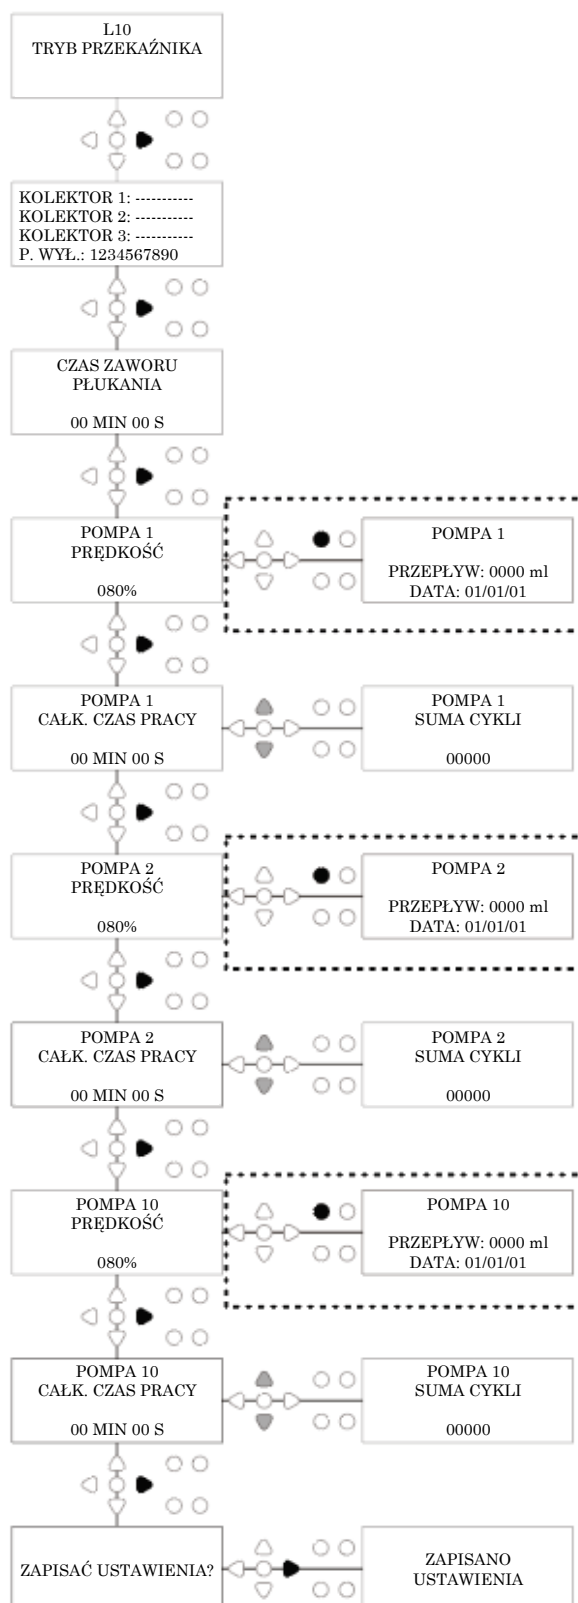 L10
TRYB PRZEKAŹNIKA
KOLEKTOR 1: -----------
KOLEKTOR 2: -----------
KOLEKTOR 3: -----------
P. WYŁ.: 1234567890
CZAS ZAWORU
PŁUKANIA
00 MIN 00 S
POMPA 1
PRĘDKOŚĆ
080%
POMPA 1
PRZEPŁYW: 0000 ml
DATA: 01/01/01
POMPA 1
CAŁK. CZAS PRACY
00 MIN 00 S
POMPA 1
SUMA CYKLI
00000
POMPA 2
PRĘDKOŚĆ
080%
POMPA 2
PRZEPŁYW: 0000 ml
DATA: 01/01/01
POMPA 2
CAŁK. CZAS PRACY
00 MIN 00 S
POMPA 2
SUMA CYKLI
00000
POMPA 10
PRĘDKOŚĆ
080%
POMPA 10
PRZEPŁYW: 0000 ml
DATA: 01/01/01
POMPA 10
CAŁK. CZAS PRACY
00 MIN 00 S
POMPA 10
SUMA CYKLI
00000
ZAPISAĆ USTAWIENIA?
ZAPISANO
USTAWIENIA